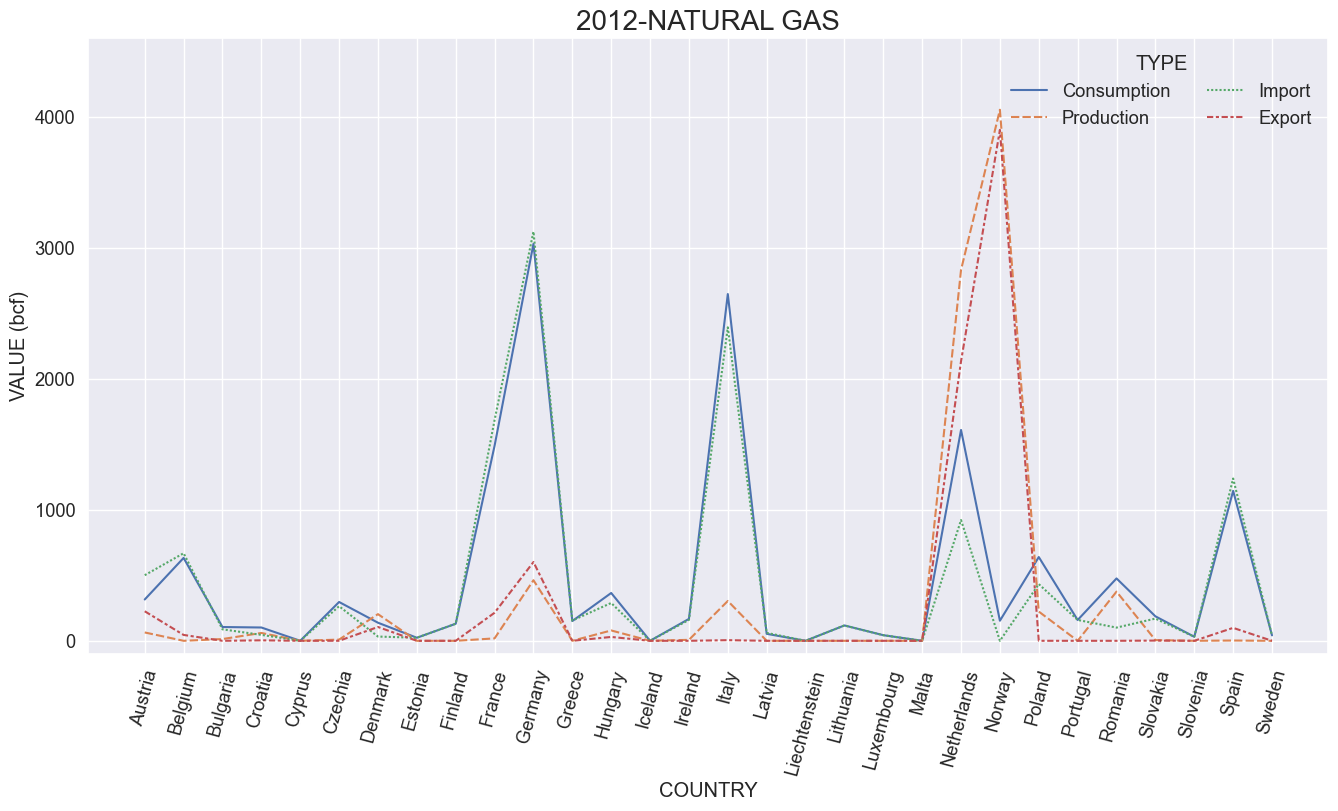 2012-NATURAL GAS
TYPE
Consumption Import
Production Export
4000
3000
2000
1000
0
VALUE (bcf)
Austria
Belgium
Bulgaria
Croatia
Cyprus
Czechia
Denmark
Estonia
Finland
France
Germany
Greece
Hungary
Iceland
Ireland
Italy
Latvia
Liechtenstein
Lithuania
Luxembourg
Malta
Netherlands
Norway
Poland
Portugal
Romania
Slovakia
Slovenia
Spain
Sweden
COUNTRY